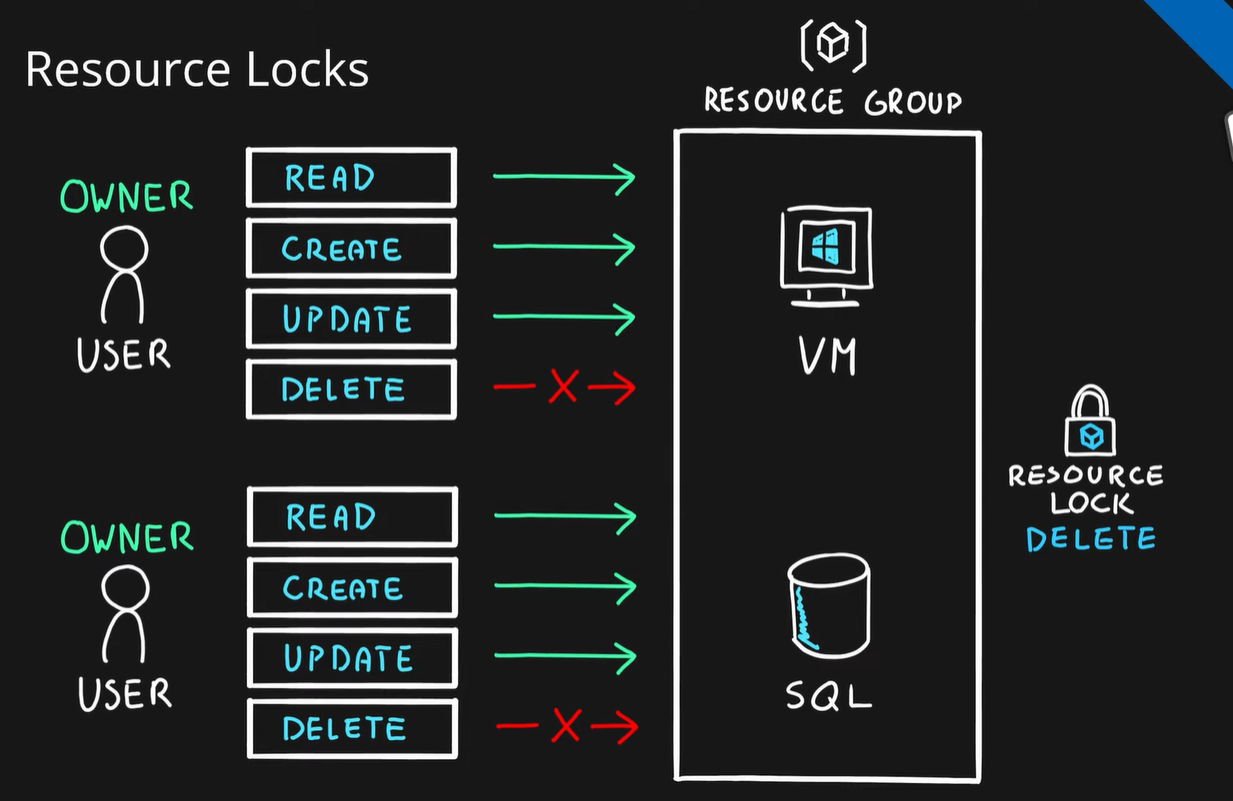 Resource Locks
RESOURCE GROUP
OWNER
USER
READ
CREATE
UPDATE
DELETE
VM
OWNER
USER
READ
CREATE
UPDATE
DELETE
SQL
RESOURCE
LOCK
DELETE